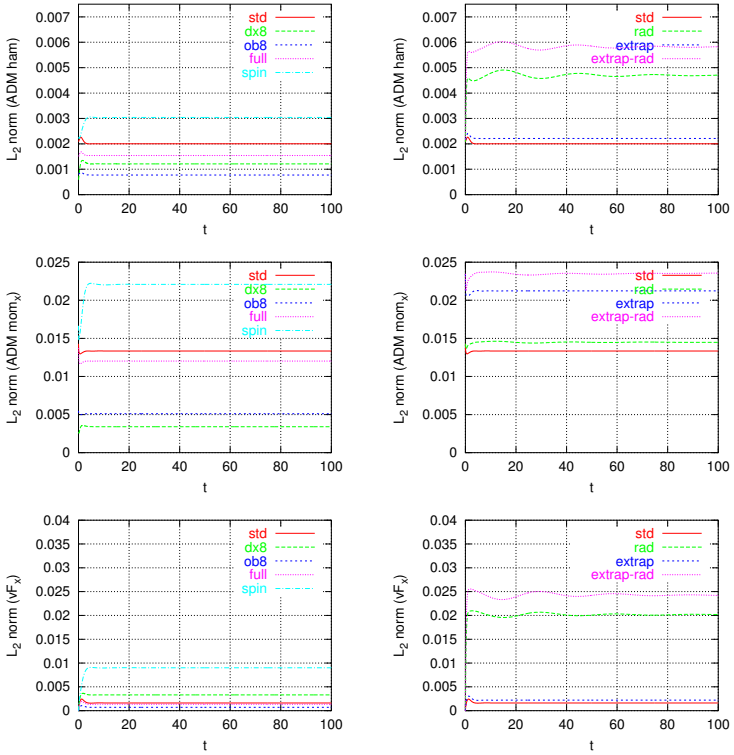 0.007
0.006
0.005
0.004
0.003
0.002
0.001
0
L2 norm (ADM ham)
0 20 40 60 80 100
t
std
dx8
ob8
full
spin
0.007
0.006
0.005
0.004
0.003
0.002
0.001
0
L2 norm (ADM ham)
0 20 40 60 80 100
t
std
rad
extrap
extrap-rad
0.025
0.02
0.015
0.01
0.005
0
L2 norm (ADM momx)
0 20 40 60 80 100
t
std
dx8
ob8
full
spin
0.025
0.02
0.015
0.01
0.005
0
L2 norm (ADM momx)
0 20 40 60 80 100
t
std
rad
extrap
extrap-rad
0.04
0.035
0.03
0.025
0.02
0.015
0.01
0.005
0
L2 norm (vFx)
0 20 40 60 80 100
t
std
dx8
ob8
full
spin
0.04
0.035
0.03
0.025
0.02
0.015
0.01
0.005
0
L2 norm (vFx)
0 20 40 60 80 100
t
std
rad
extrap
extrap-rad